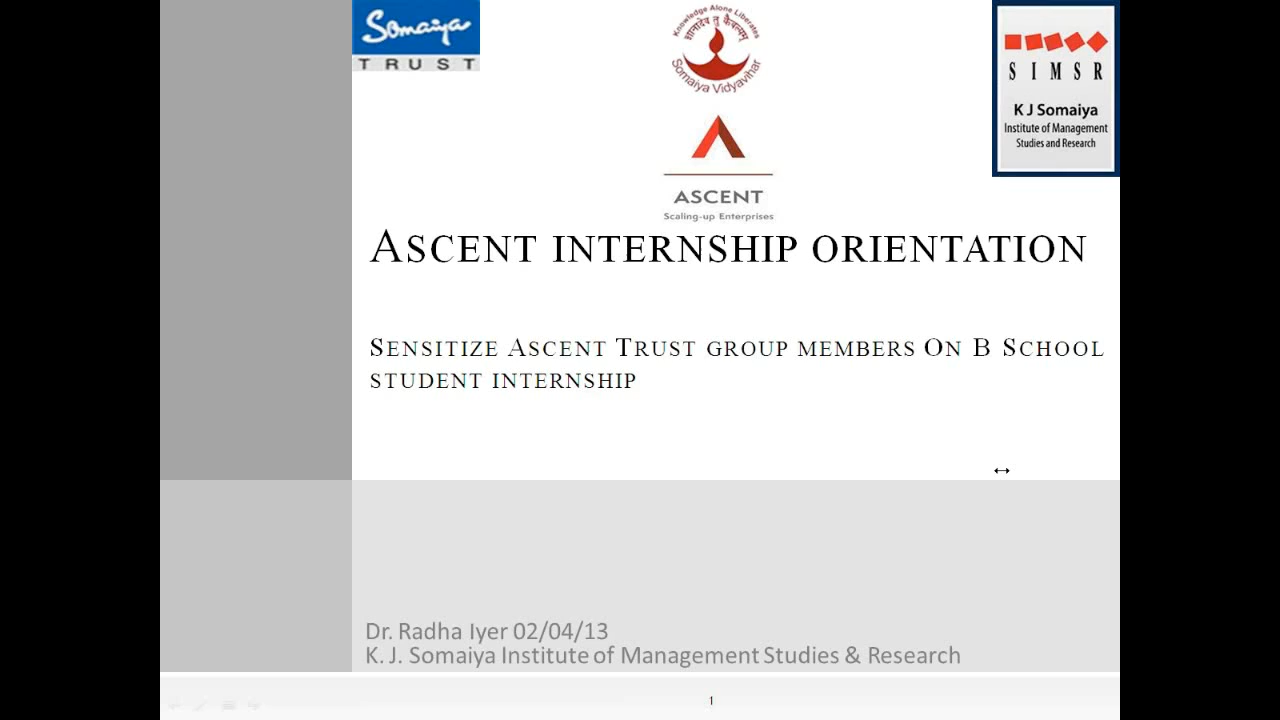 Somaiya
TRUST
Knowledge Alone Liberates
ज्ञानादेव तु कैवल्यम्
Somaiya Vidyavihar
SIMSR
K J Somaiya
Institute of Management
Studies and Research
ASCENT
Scaling-up Enterprises
ASCENT INTERNSHIP ORIENTATION
SENSITIZE ASCENT TRUST GROUP MEMBERS ON B SCHOOL
STUDENT INTERNSHIP
Dr. Radha Iyer 02/04/13
K. J. Somaiya Institute of Management Studies & Research
1